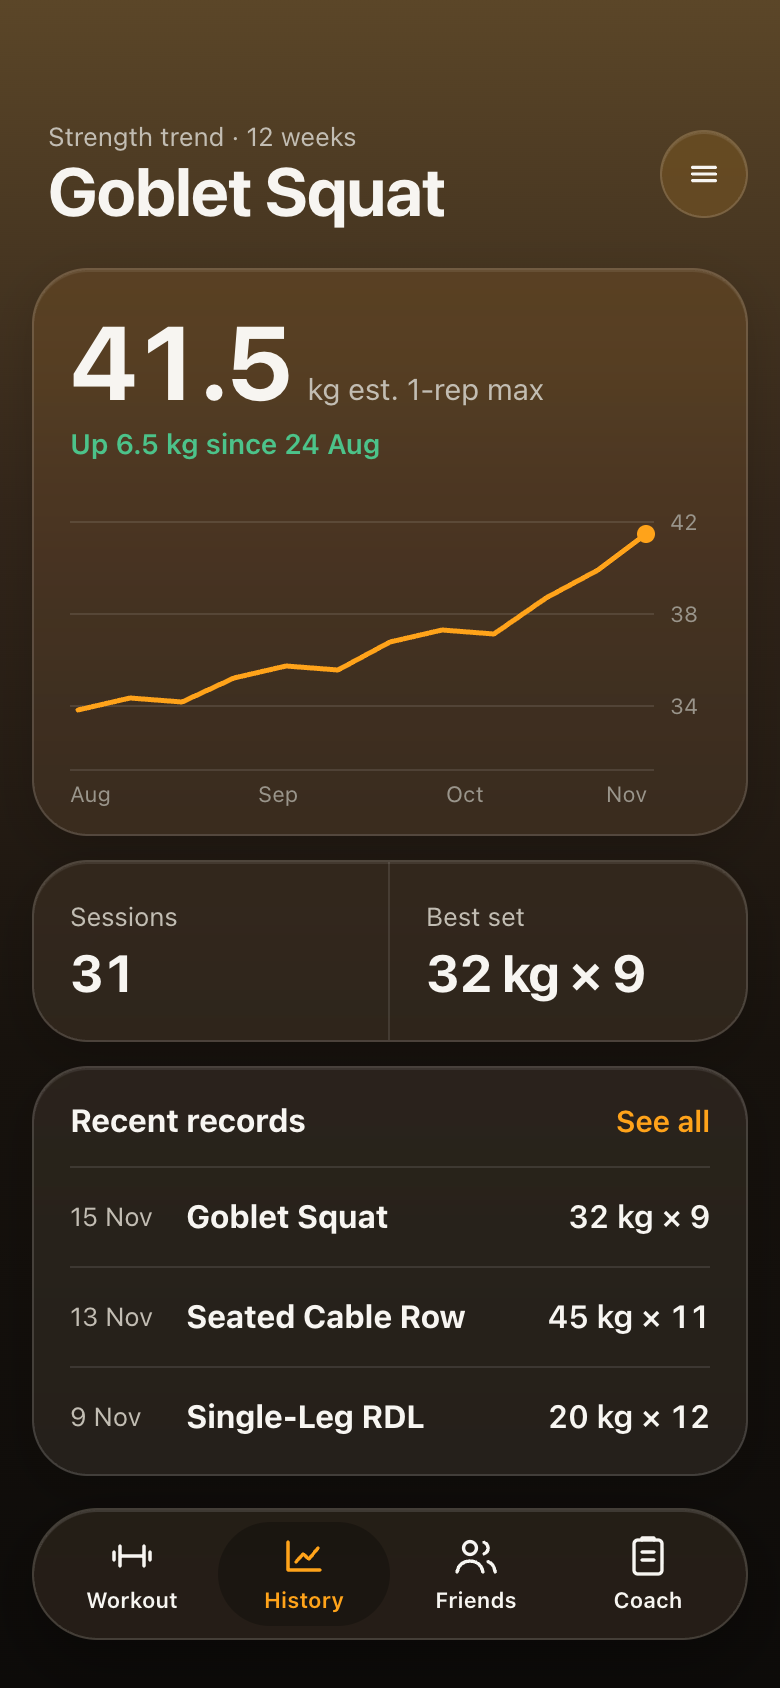 Strength trend · 12 weeks
Goblet Squat
41.5 kg est. 1-rep max
Up 6.5 kg since 24 Aug
42
38
34
Aug Sep Oct Nov
Sessions
31
Best set
32 kg × 9
Recent records See all
15 Nov Goblet Squat 32 kg × 9
13 Nov Seated Cable Row 45 kg × 11
9 Nov Single-Leg RDL 20 kg × 12
Workout History Friends Coach